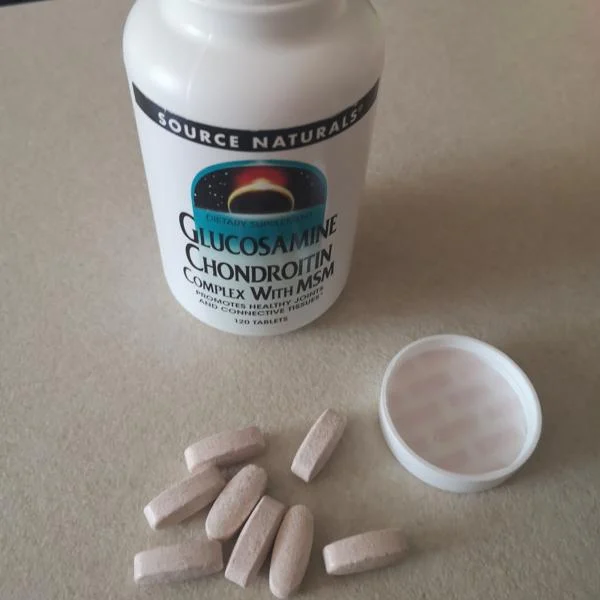 SOURCE NATURALS®
DIETARY SUPPLEMENT
GLUCOSAMINE
CHONDROITIN
COMPLEX WITH MSM
PROMOTES HEALTHY JOINTS
AND CONNECTIVE TISSUES*
120 TABLETS